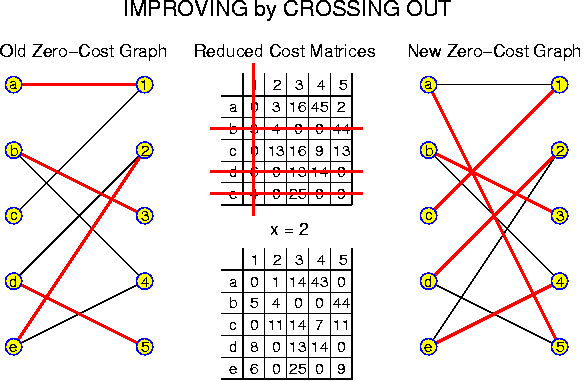 IMPROVING by CROSSING OUT
Old Zero-Cost Graph
a
1
b
2
c
3
d
4
e
5
Reduced Cost Matrices
1 2 3 4 5
a 0 3 16 45 2
b 3 4 0 0 44
c 0 13 16 9 13
d 6 0 13 14 0
e 4 0 25 0 9
x = 2
1 2 3 4 5
a 0 1 14 43 0
b 5 4 0 0 44
c 0 11 14 7 11
d 8 0 13 14 0
e 6 0 25 0 9
New Zero-Cost Graph
a
1
b
2
c
3
d
4
e
5